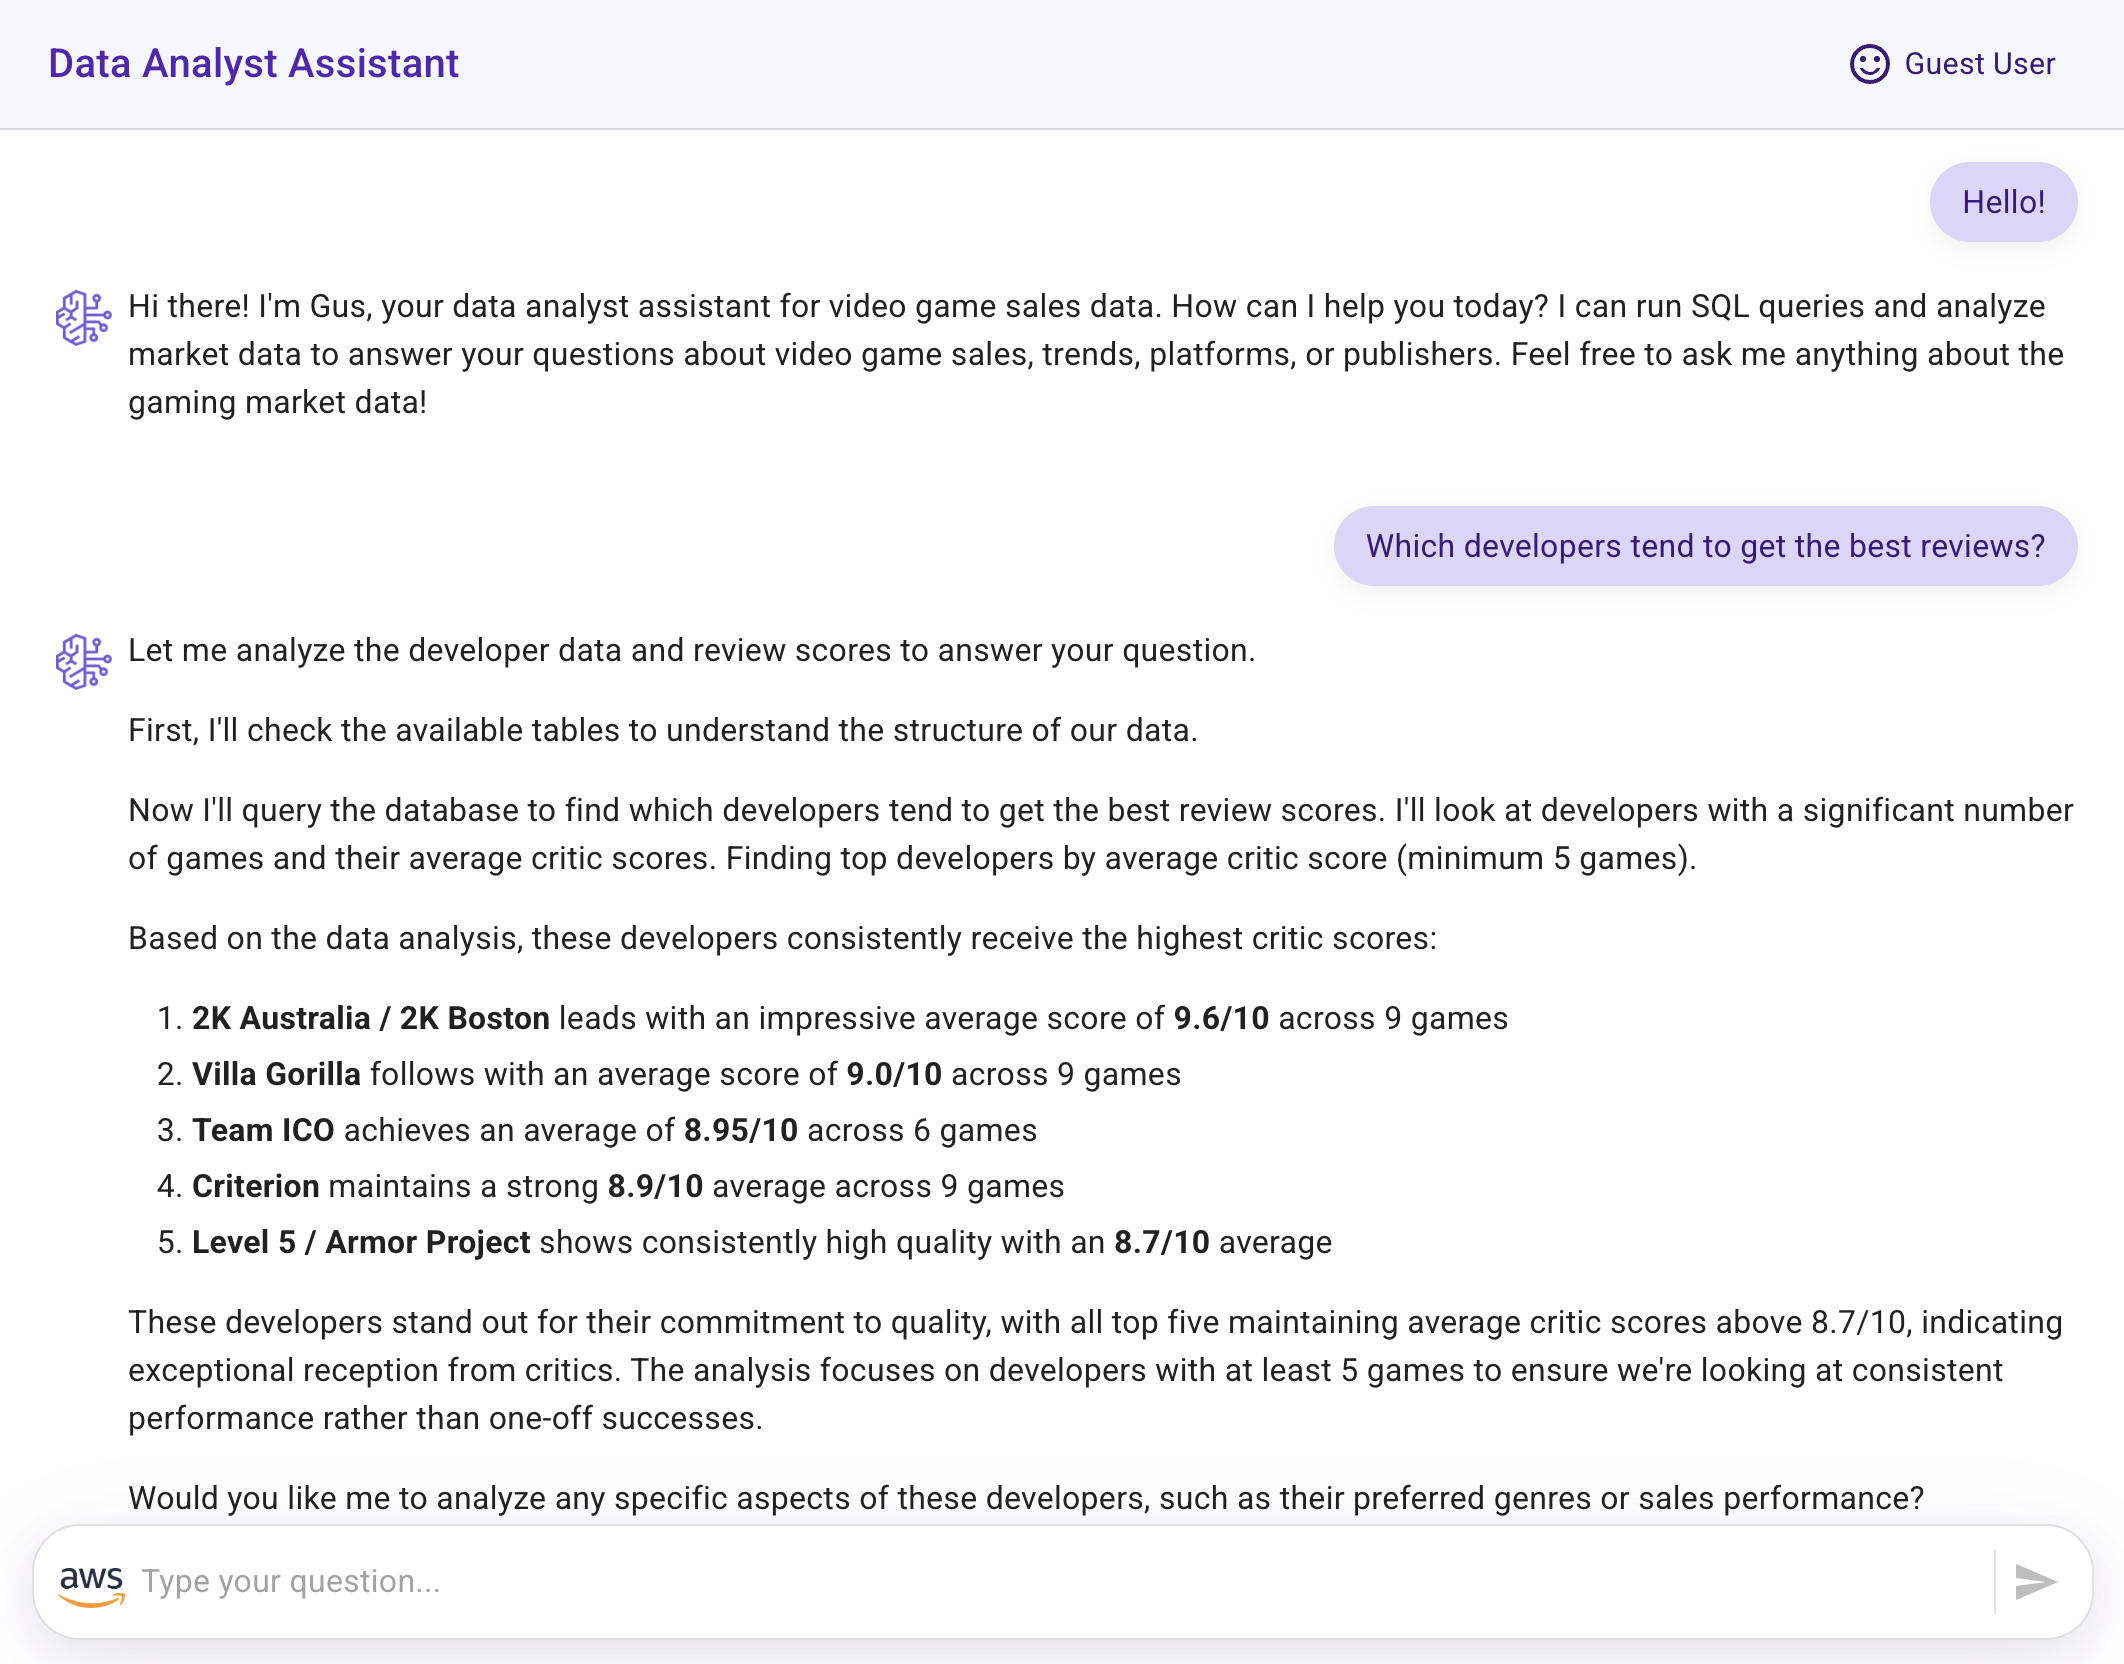 Data Analyst Assistant
Guest User
Hello!
Hi there! I'm Gus, your data analyst assistant for video game sales data. How can I help you today? I can run SQL queries and analyze
market data to answer your questions about video game sales, trends, platforms, or publishers. Feel free to ask me anything about the
gaming market data!
Which developers tend to get the best reviews?
Let me analyze the developer data and review scores to answer your question.
First, I'll check the available tables to understand the structure of our data.
Now I'll query the database to find which developers tend to get the best review scores. I'll look at developers with a significant number
of games and their average critic scores. Finding top developers by average critic score (minimum 5 games).
Based on the data analysis, these developers consistently receive the highest critic scores:
1. 2K Australia / 2K Boston leads with an impressive average score of 9.6/10 across 9 games
2. Villa Gorilla follows with an average score of 9.0/10 across 9 games
3. Team ICO achieves an average of 8.95/10 across 6 games
4. Criterion maintains a strong 8.9/10 average across 9 games
5. Level 5 / Armor Project shows consistently high quality with an 8.7/10 average
These developers stand out for their commitment to quality, with all top five maintaining average critic scores above 8.7/10, indicating
exceptional reception from critics. The analysis focuses on developers with at least 5 games to ensure we're looking at consistent
performance rather than one-off successes.
Would you like me to analyze any specific aspects of these developers, such as their preferred genres or sales performance?
aws Type your question...